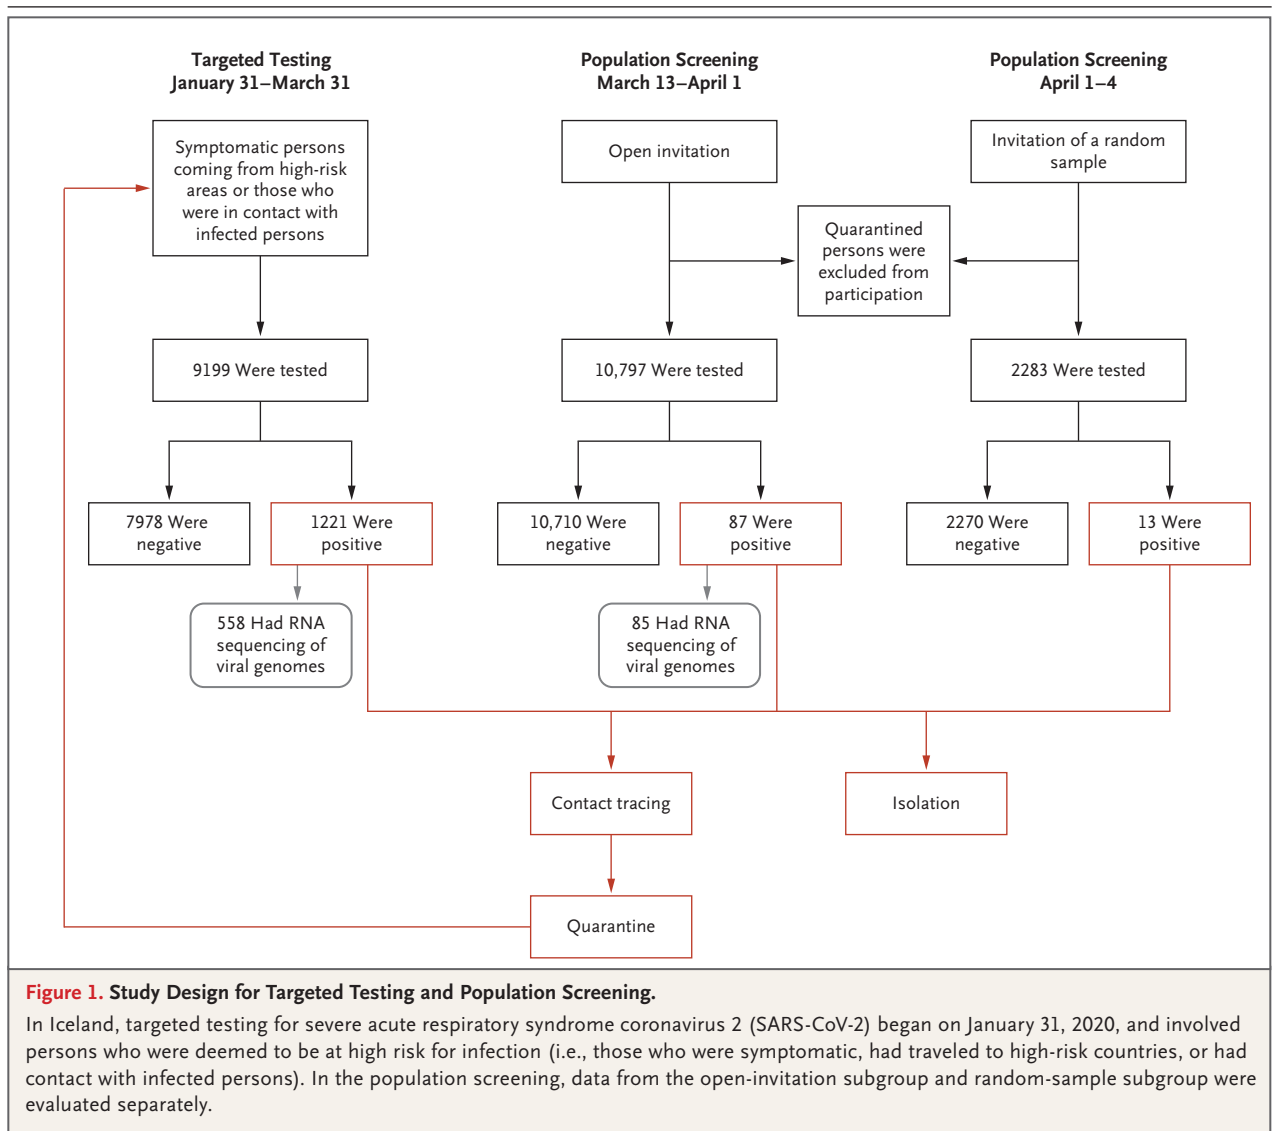 Targeted Testing
January 31–March 31
Population Screening
March 13–April 1
Population Screening
April 1–4
Symptomatic persons
coming from high-risk
areas or those who
were in contact with
infected persons
Open invitation
Invitation of a random
sample
Quarantined
persons were
excluded from
participation
9199 Were tested
10,797 Were tested
2283 Were tested
7978 Were
negative
1221 Were
positive
10,710 Were
negative
87 Were
positive
2270 Were
negative
13 Were
positive
558 Had RNA
sequencing of
viral genomes
85 Had RNA
sequencing of
viral genomes
Contact tracing
Isolation
Quarantine
Figure 1. Study Design for Targeted Testing and Population Screening.
In Iceland, targeted testing for severe acute respiratory syndrome coronavirus 2 (SARS-CoV-2) began on January 31, 2020, and involved
persons who were deemed to be at high risk for infection (i.e., those who were symptomatic, had traveled to high-risk countries, or had
contact with infected persons). In the population screening, data from the open-invitation subgroup and random-sample subgroup were
evaluated separately.